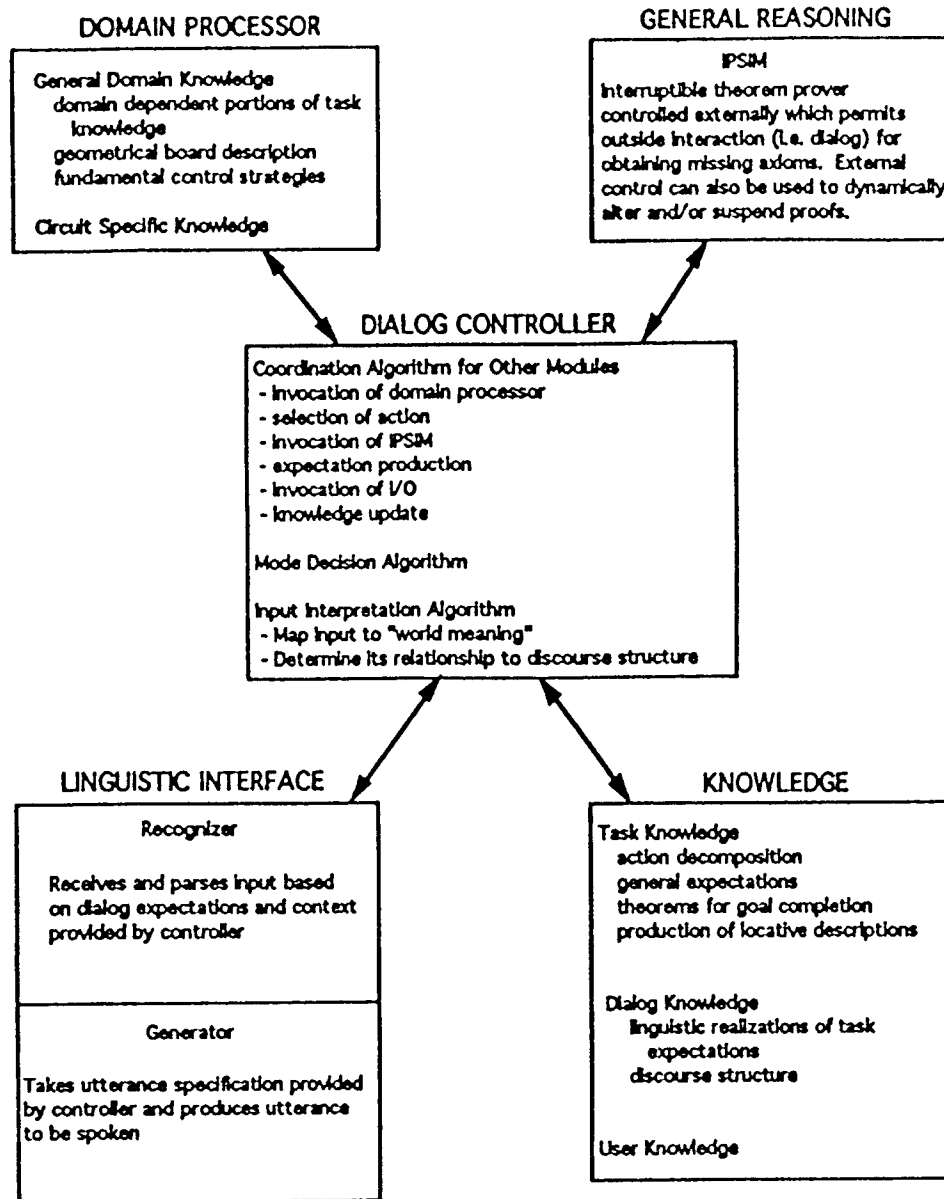 DOMAIN PROCESSOR
General Domain Knowledge
domain dependent portions of task
knowledge
geometrical board description
fundamental control strategies
Circuit Specific Knowledge
GENERAL REASONING
IPSIM
Interruptible theorem prover
controlled externally which permits
outside interaction (i.e. dialog) for
obtaining missing axioms. External
control can also be used to dynamically
alter and/or suspend proofs.
DIALOG CONTROLLER
Coordination Algorithm for Other Modules
- invocation of domain processor
- selection of action
- invocation of IPSIM
- expectation production
- invocation of I/O
- knowledge update
Mode Decision Algorithm
Input Interpretation Algorithm
- Map input to "world meaning"
- Determine its relationship to discourse structure
LINGUISTIC INTERFACE
Recognizer
Receives and parses input based
on dialog expectations and context
provided by controller
Generator
Takes utterance specification provided
by controller and produces utterance
to be spoken
KNOWLEDGE
Task Knowledge
action decomposition
general expectations
theorems for goal completion
production of locative descriptions
Dialog Knowledge
linguistic realizations of task
expectations
discourse structure
User Knowledge